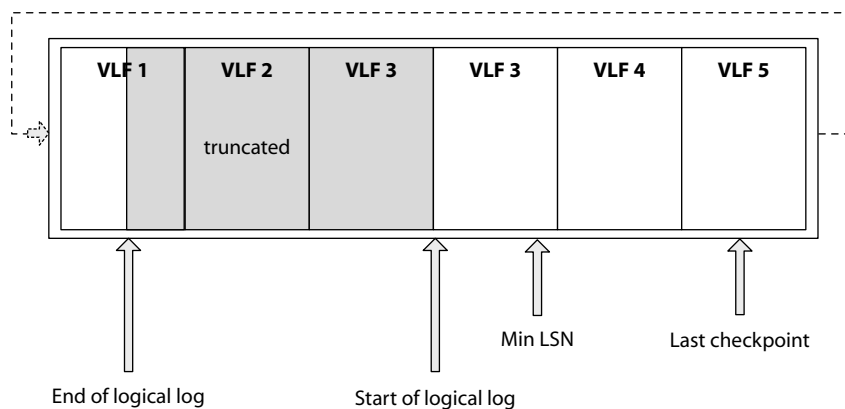 VLF 1 VLF 2 VLF 3 VLF 3 VLF 4 VLF 5
truncated
Min LSN Last checkpoint
End of logical log Start of logical log